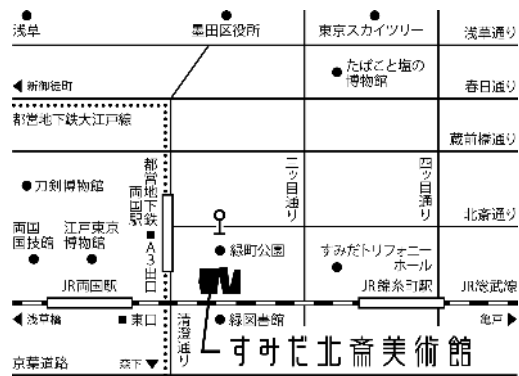 浅草
墨田区役所
東京スカイツリー
浅草通り
たばこと塩の
博物館
新御徒町
春日通り
都営地下鉄大江戸線
蔵前橋通り
都営地下鉄
両国駅
A3出口
二ツ目通り
四ツ目通り
刀剣博物館
北斎通り
両国
国技館
江戸東京
博物館
緑町公園
すみだトリフォニー
ホール
JR両国駅
JR錦糸町駅
JR総武線
浅草橋
東口
清澄通り
緑図書館
亀戸
京葉道路
森下
すみだ北斎美術館